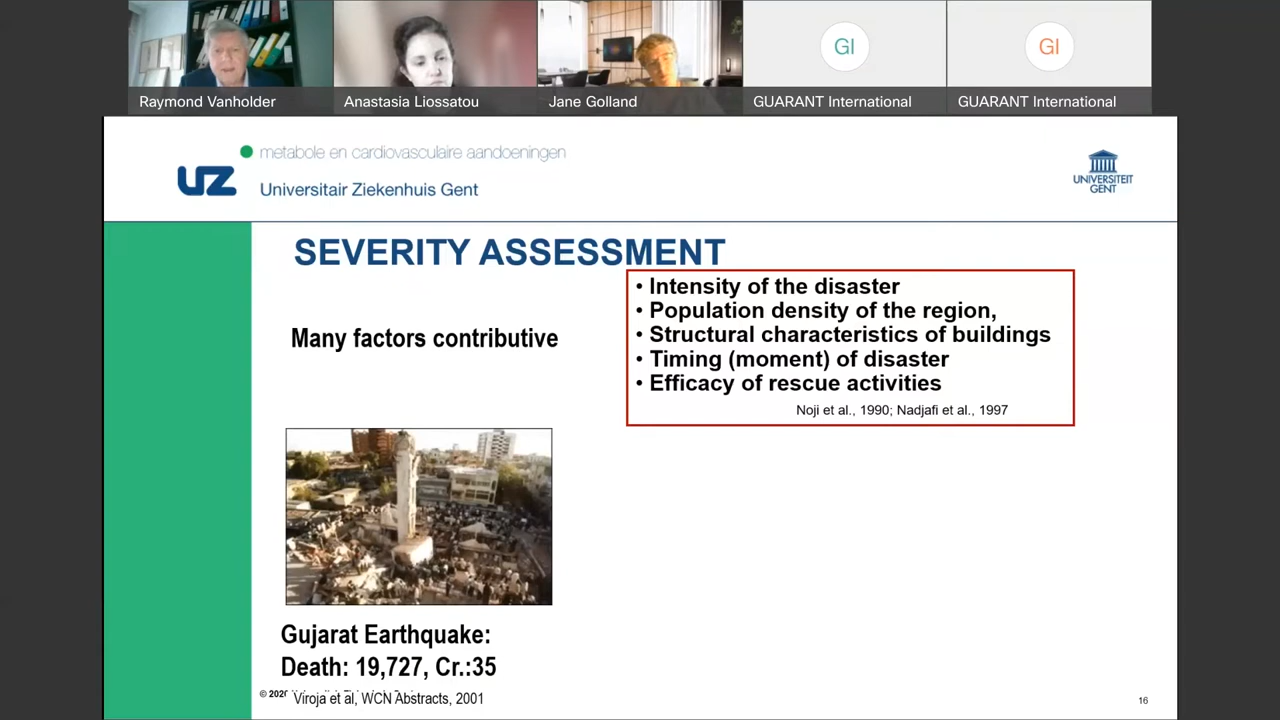 Raymond Vanholder
Anastasia Liossatou
Jane Golland
GI
GUARANT International
GI
GUARANT International
metabole en cardiovasculaire aandoeningen
UZ
Universitair Ziekenhuis Gent
UNIVERSITEIT
GENT
SEVERITY ASSESSMENT
• Intensity of the disaster
• Population density of the region,
• Structural characteristics of buildings
• Timing (moment) of disaster
• Efficacy of rescue activities
Noji et al., 1990; Nadjafi et al., 1997
Many factors contributive
Gujarat Earthquake:
Death: 19,727, Cr.:35
© 2020
Viroja et al, WCN Abstracts, 2001
16